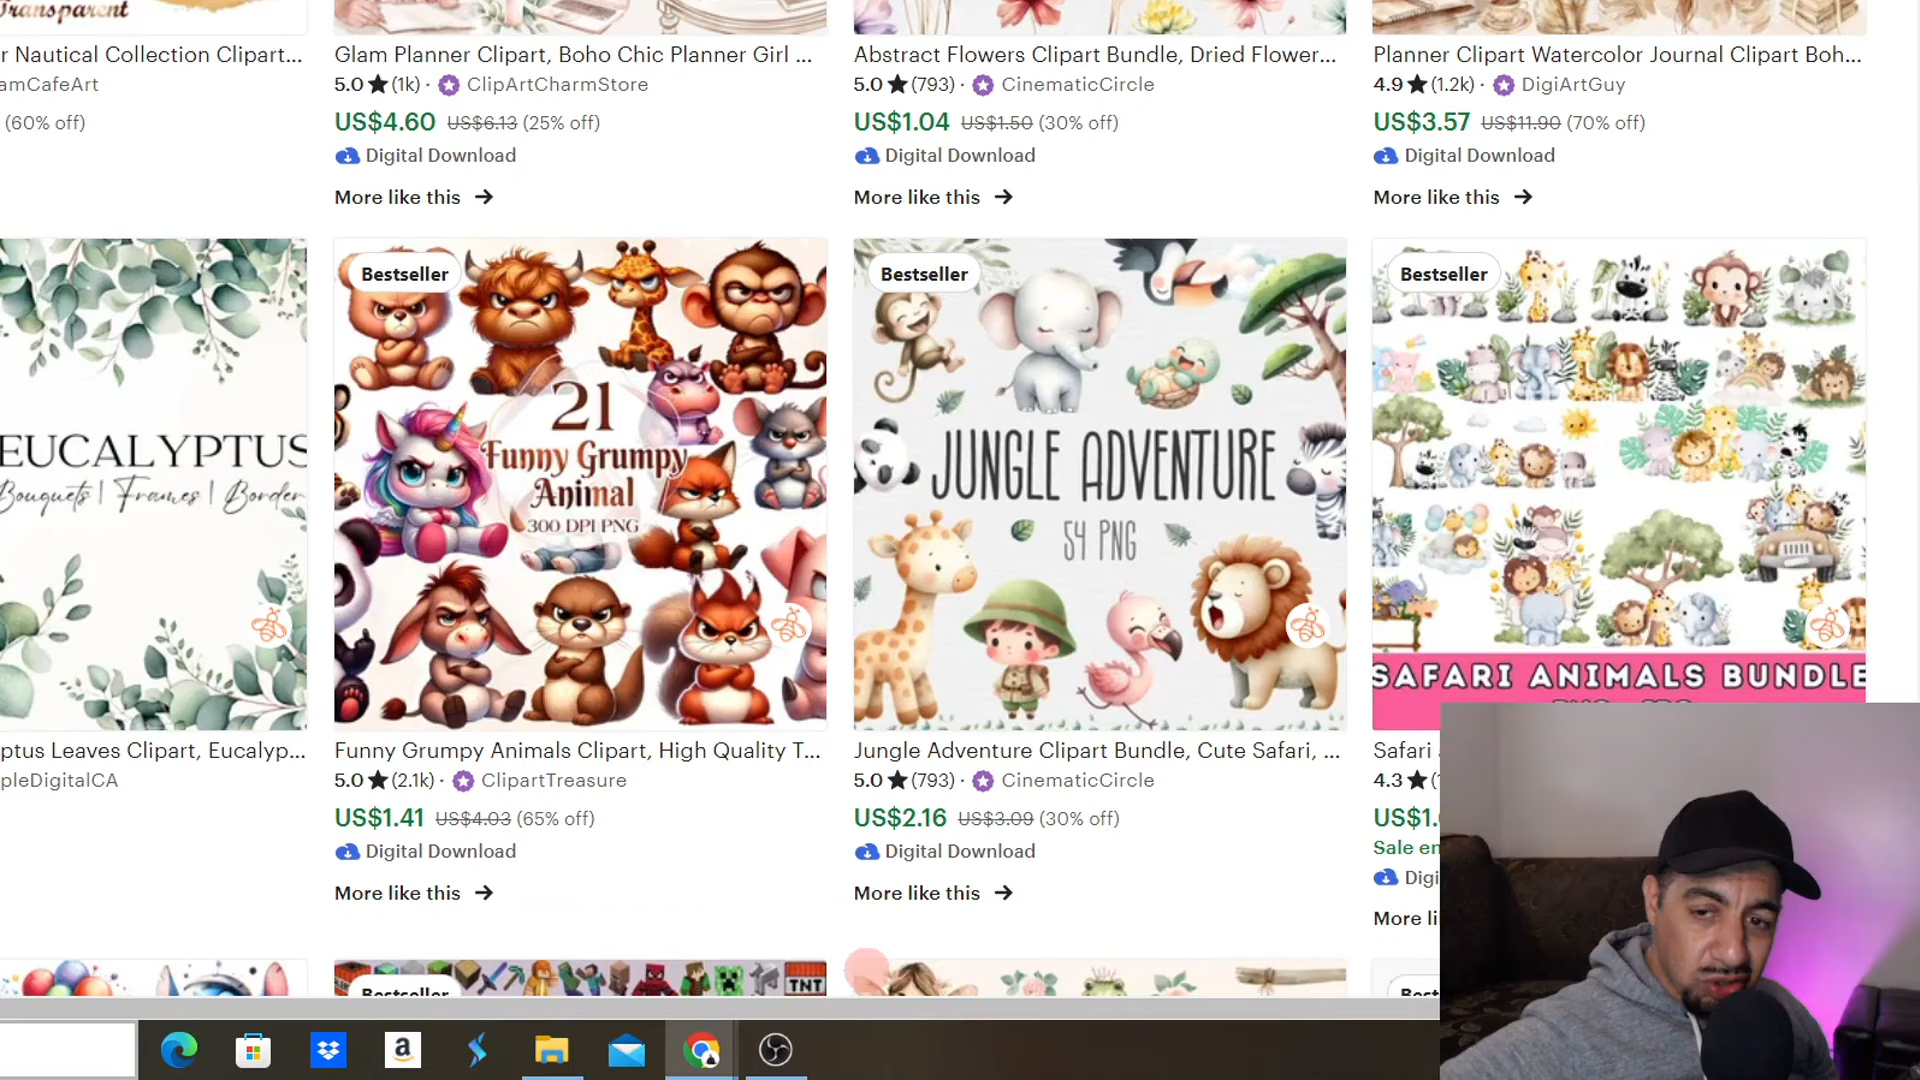 Transparent
r Nautical Collection Clipart...
amCafeArt
(60% off)
Glam Planner Clipart, Boho Chic Planner Girl ...
5.0 ★ (1k) · ClipArtCharmStore
US$4.60 US$6.13 (25% off)
Digital Download
More like this →
Abstract Flowers Clipart Bundle, Dried Flower...
5.0 ★ (793) · CinematicCircle
US$1.04 US$1.50 (30% off)
Digital Download
More like this →
Planner Clipart Watercolor Journal Clipart Boh...
4.9 ★ (1.2k) · DigiArtGuy
US$3.57 US$11.90 (70% off)
Digital Download
More like this →
EUCALYPTUS
Bouquets | Frames | Border
ptus Leaves Clipart, Eucalyp...
pleDigitalCA
Bestseller
21
Funny Grumpy
Animal
300 DPI PNG
Funny Grumpy Animals Clipart, High Quality T...
5.0 ★ (2.1k) · ClipartTreasure
US$1.41 US$4.03 (65% off)
Digital Download
More like this →
Bestseller
JUNGLE ADVENTURE
54 PNG
Jungle Adventure Clipart Bundle, Cute Safari, ...
5.0 ★ (793) · CinematicCircle
US$2.16 US$3.09 (30% off)
Digital Download
More like this →
Bestseller
SAFARI ANIMALS BUNDLE
Safari
4.3 ★ (
US$1.
Sale en
Digi
More li
Bestseller
TNT
Best
a